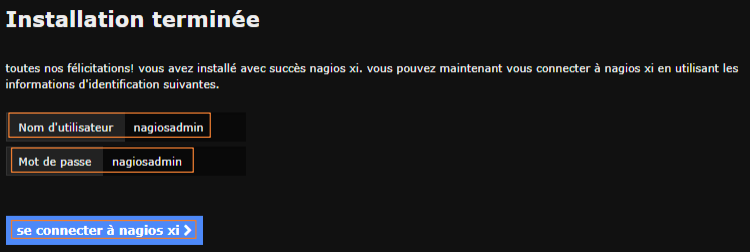 Installation terminée
toutes nos félicitations! vous avez installé avec succès nagios xi. vous pouvez maintenant vous connecter à nagios xi en utilisant les
informations d'identification suivantes.
Nom d'utilisateur nagiosadmin
Mot de passe nagiosadmin
se connecter à nagios xi